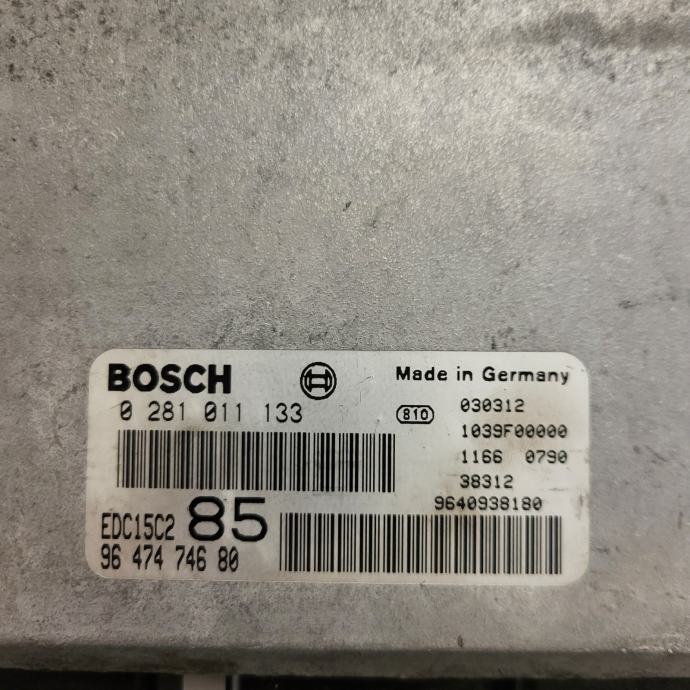 BOSCH
Made in Germany
0 281 011 133
810
030312
1039F00000
1166 0790
38312
9640938180
EDC15C2 85
96 474 746 80